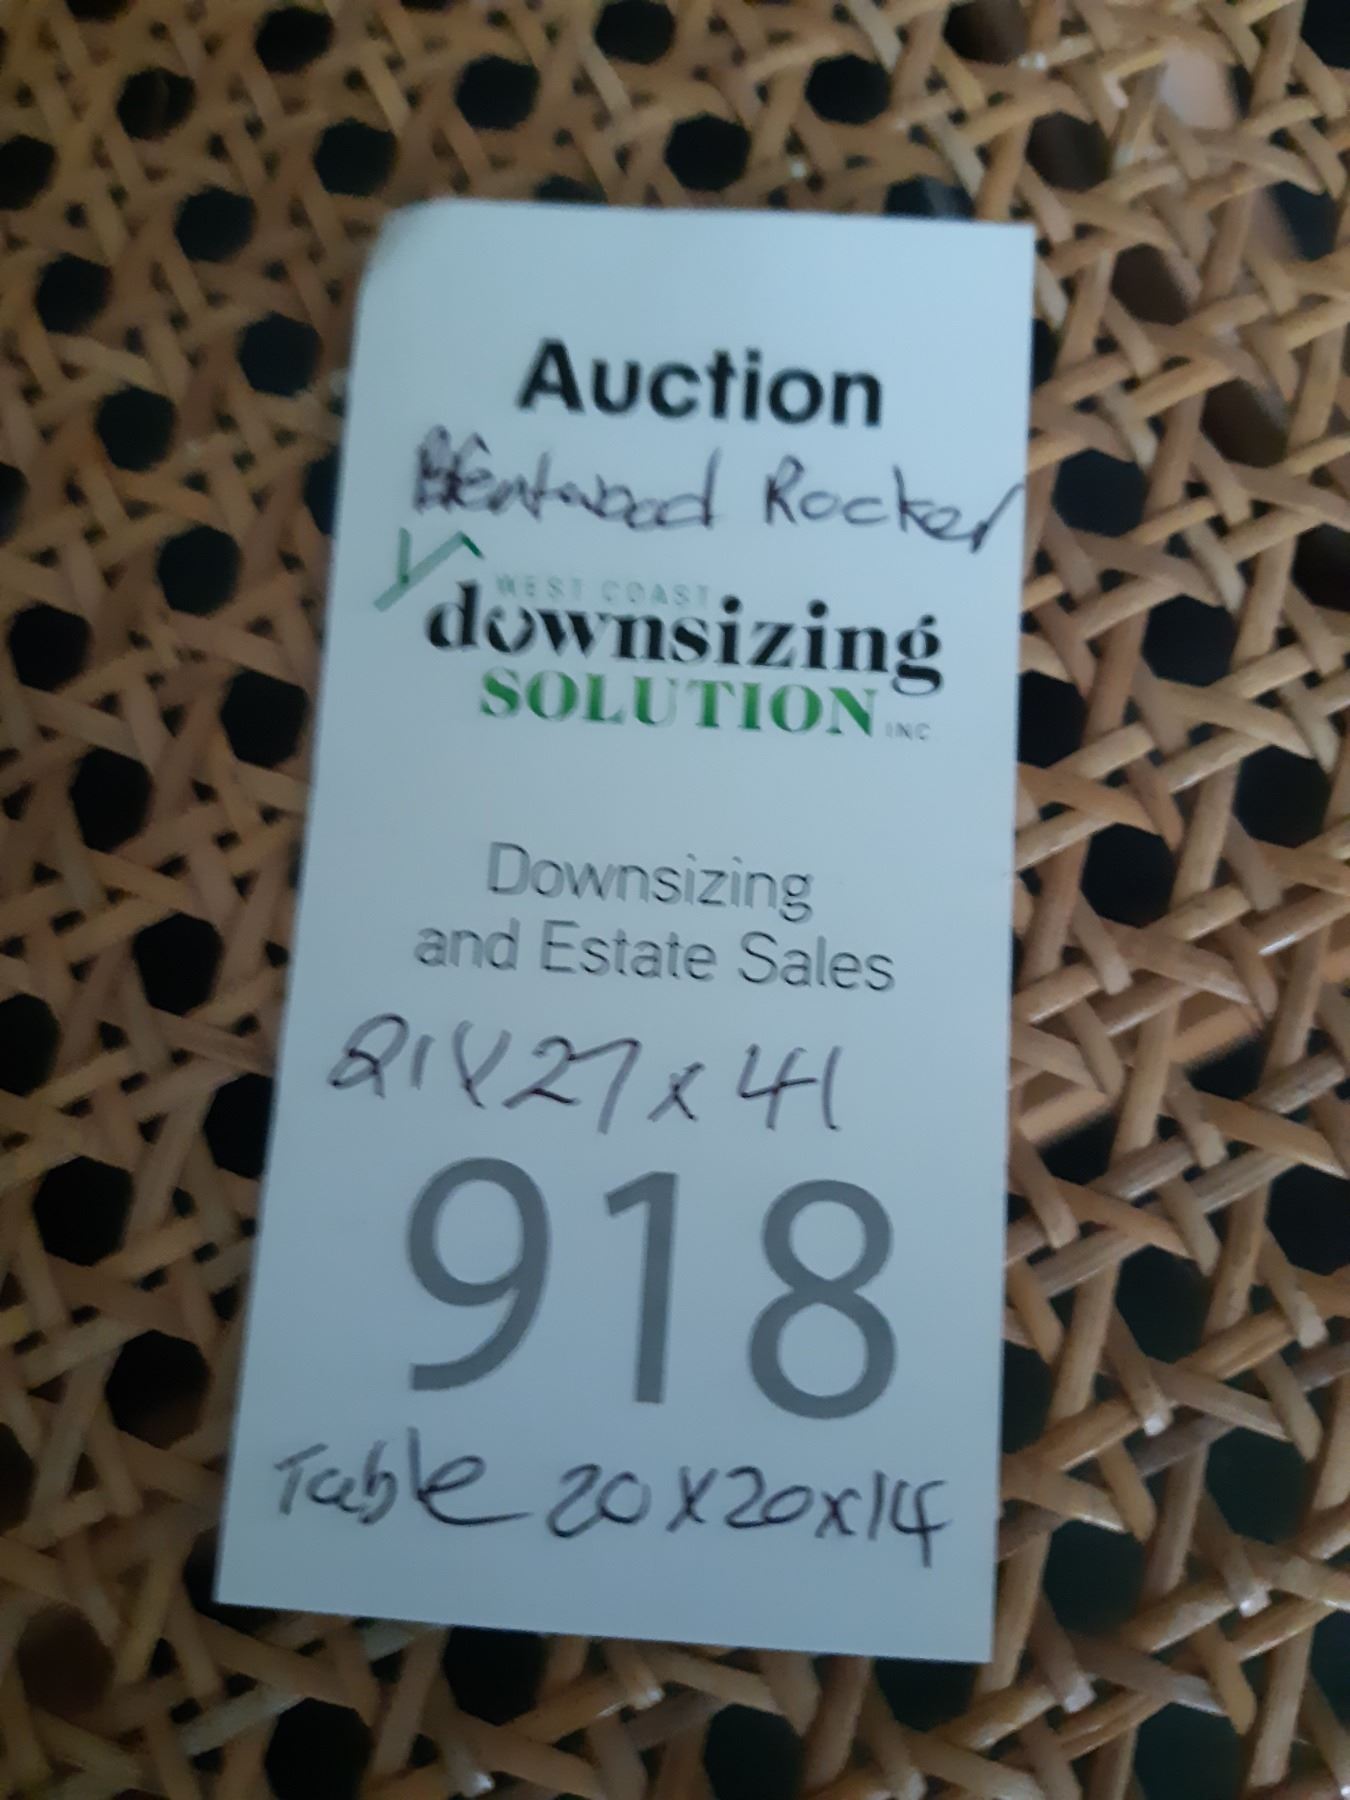 Auction
Bentwood Rocker
WEST COAST
downsizing
SOLUTION INC
Downsizing
and Estate Sales
21X27x41
918
Table 20x20x14